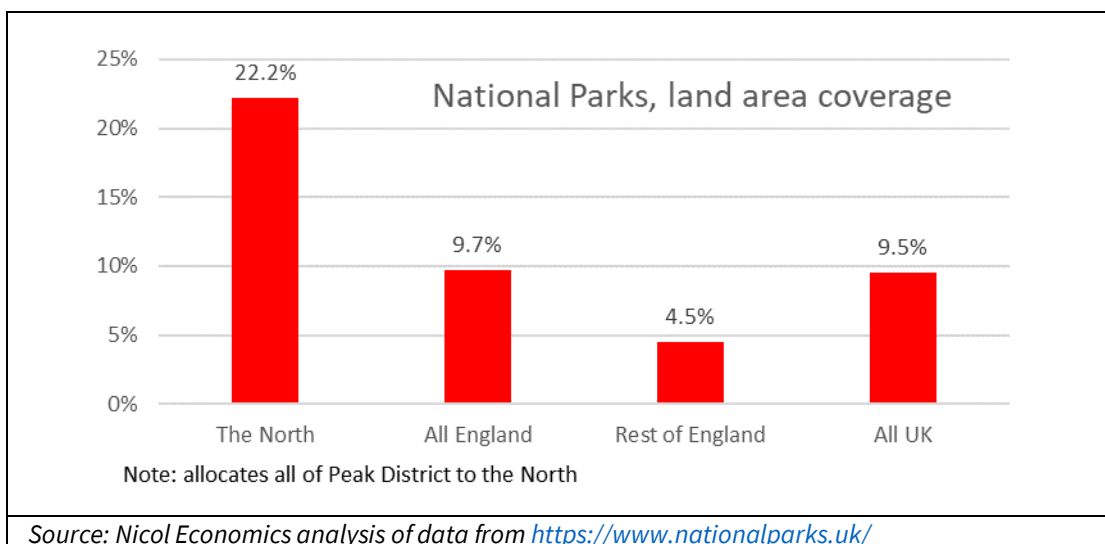 National Parks, land area coverage
25%
20%
15%
10%
5%
0%
22.2%
9.7%
4.5%
9.5%
The North
All England
Rest of England
All UK
Note: allocates all of Peak District to the North
Source: Nicol Economics analysis of data from https://www.nationalparks.uk/